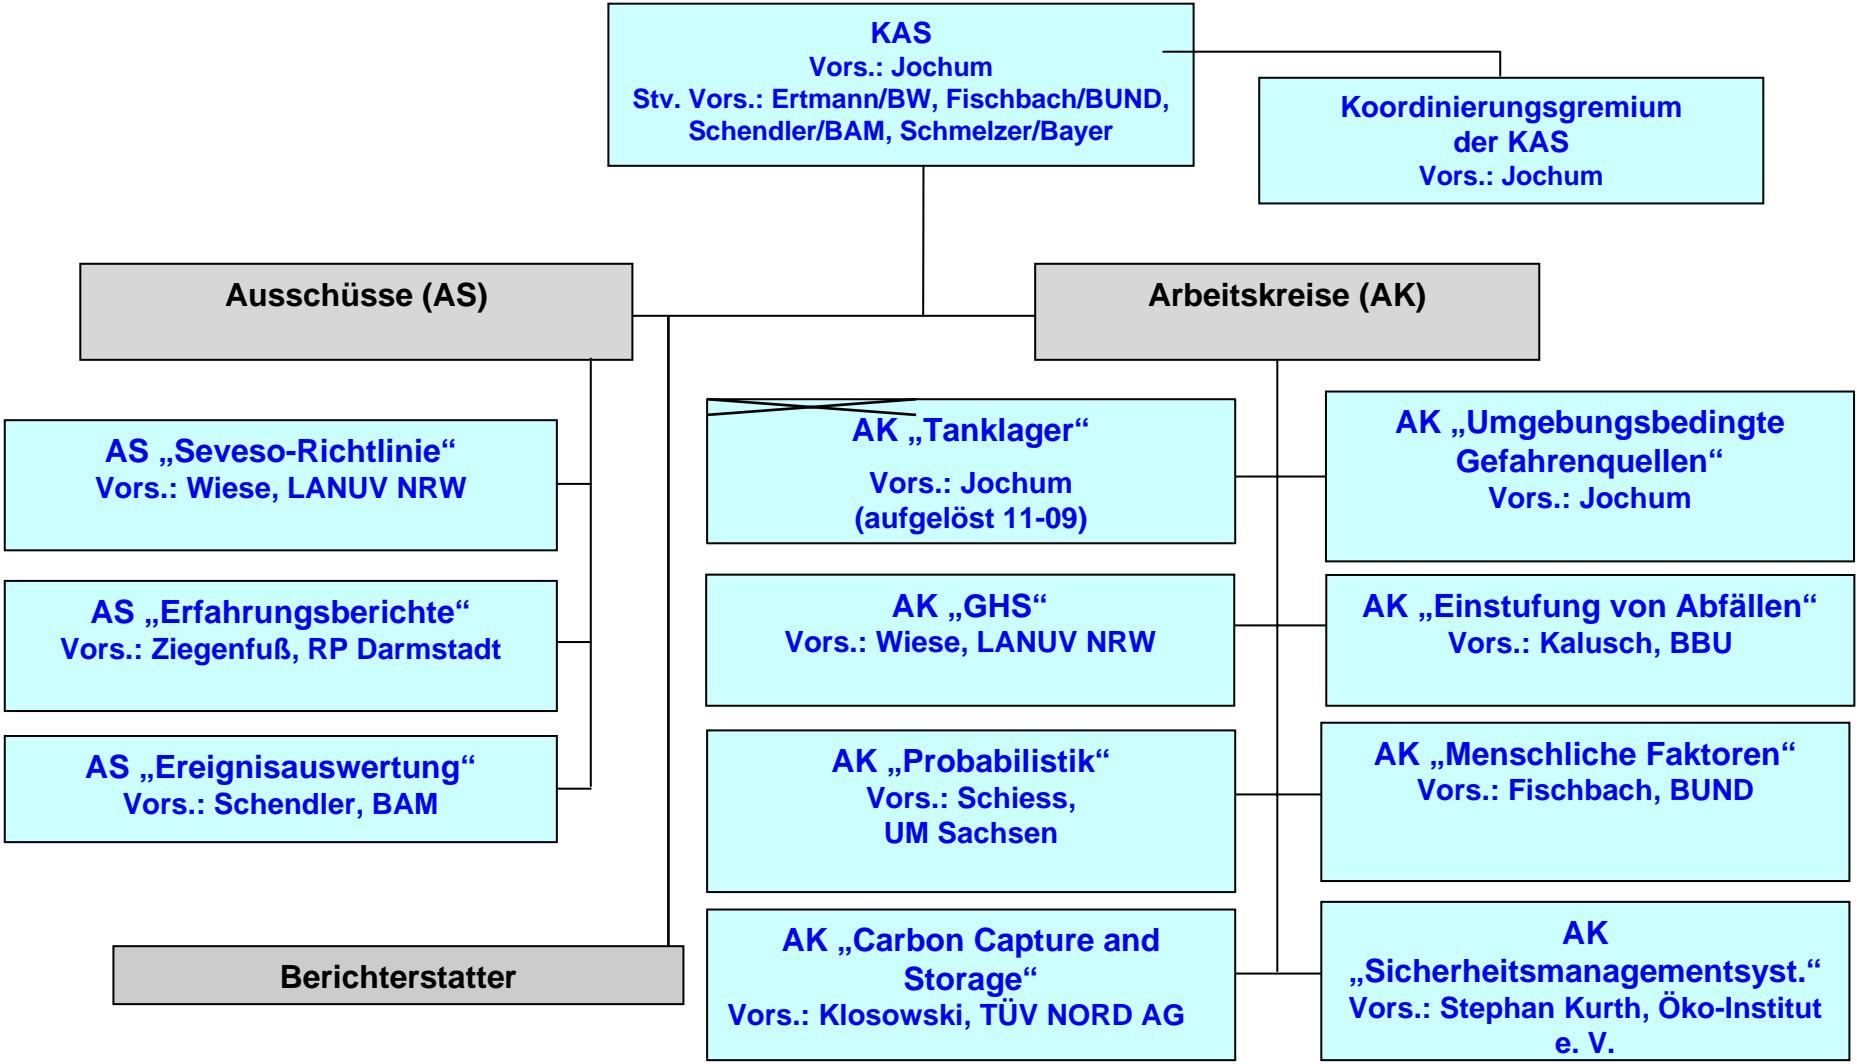 KAS
Vors.: Jochum
Stv. Vors.: Ertmann/BW, Fischbach/BUND,
Schendler/BAM, Schmelzer/Bayer
Koordinierungsgremium
der KAS
Vors.: Jochum
Ausschüsse (AS)
Arbeitskreise (AK)
AS „Seveso-Richtlinie“
Vors.: Wiese, LANUV NRW
AS „Erfahrungsberichte“
Vors.: Ziegenfuß, RP Darmstadt
AS „Ereignisauswertung“
Vors.: Schendler, BAM
Berichterstatter
AK „Tanklager“
Vors.: Jochum
(aufgelöst 11-09)
AK „Umgebungsbedingte
Gefahrenquellen“
Vors.: Jochum
AK „GHS“
Vors.: Wiese, LANUV NRW
AK „Einstufung von Abfällen“
Vors.: Kalusch, BBU
AK „Probabilistik“
Vors.: Schiess,
UM Sachsen
AK „Menschliche Faktoren“
Vors.: Fischbach, BUND
AK „Carbon Capture and
Storage“
Vors.: Klosowski, TÜV NORD AG
AK
„Sicherheitsmanagementsyst.“
Vors.: Stephan Kurth, Öko-Institut
e. V.